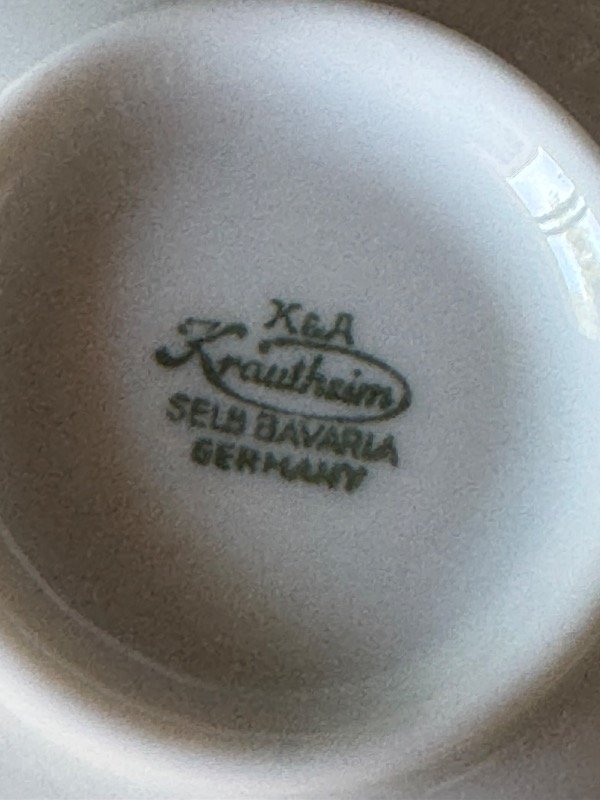 K&A
Krautheim
SELB BAVARIA
GERMANY